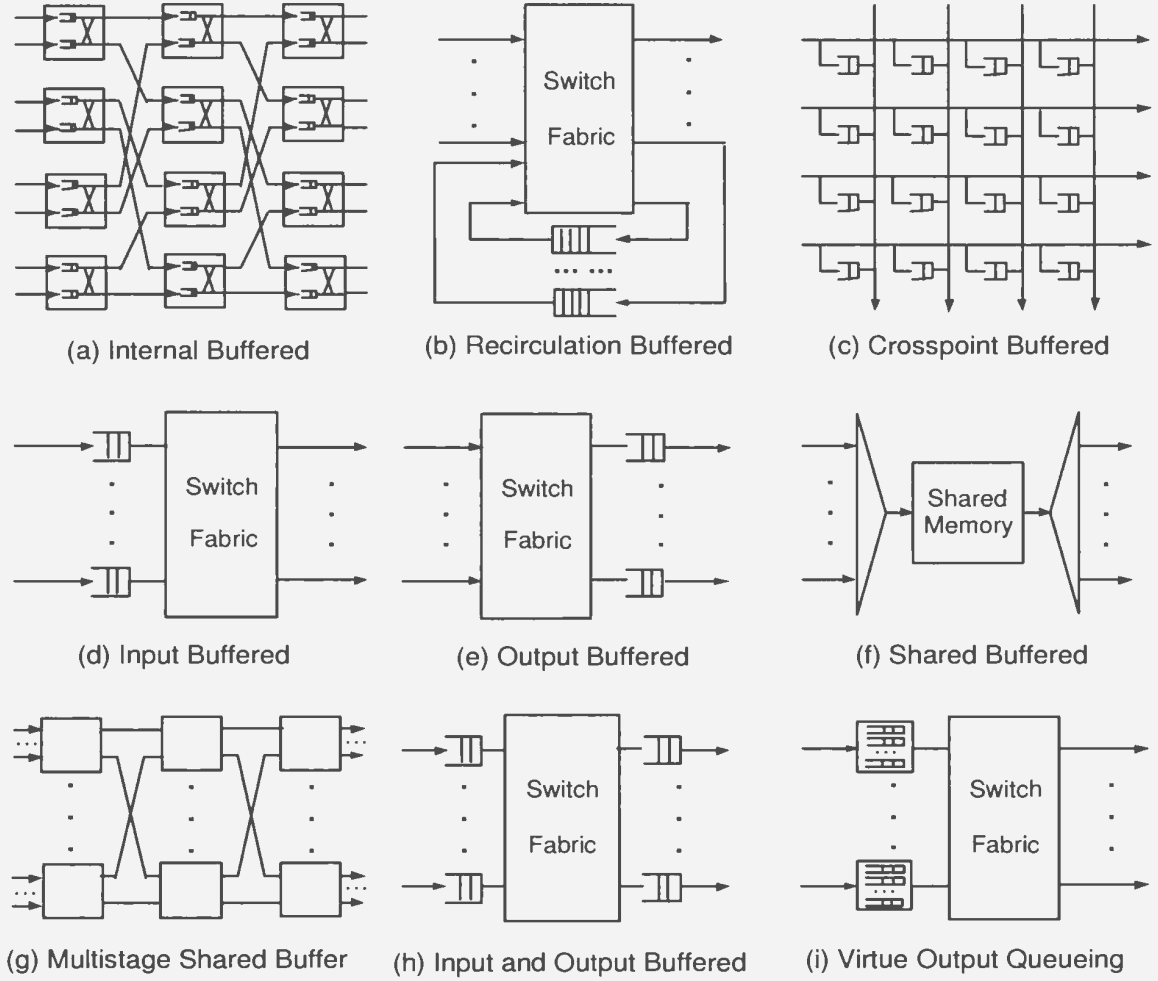 Switch
Fabric
(a) Internal Buffered
(b) Recirculation Buffered
(c) Crosspoint Buffered
Switch
Fabric
Switch
Fabric
Shared
Memory
(d) Input Buffered
(e) Output Buffered
(f) Shared Buffered
Switch
Fabric
Switch
Fabric
(g) Multistage Shared Buffer
(h) Input and Output Buffered
(i) Virtue Output Queueing